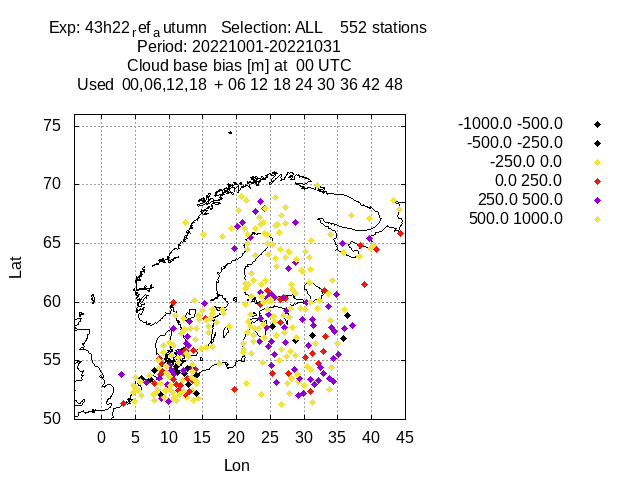 Exp: 43h22ref a utumn Selection: ALL 552 stations
Period: 20221001-20221031
Cloud base bias [m] at 00 UTC
Used 00,06,12,18 + 06 12 18 24 30 36 42 48
-1000.0 -500.0
-500.0 -250.0
-250.0 0.0
0.0 250.0
250.0 500.0
500.0 1000.0
75
70
65
60
55
50
Lat
0 5 10 15 20 25 30 35 40 45
Lon